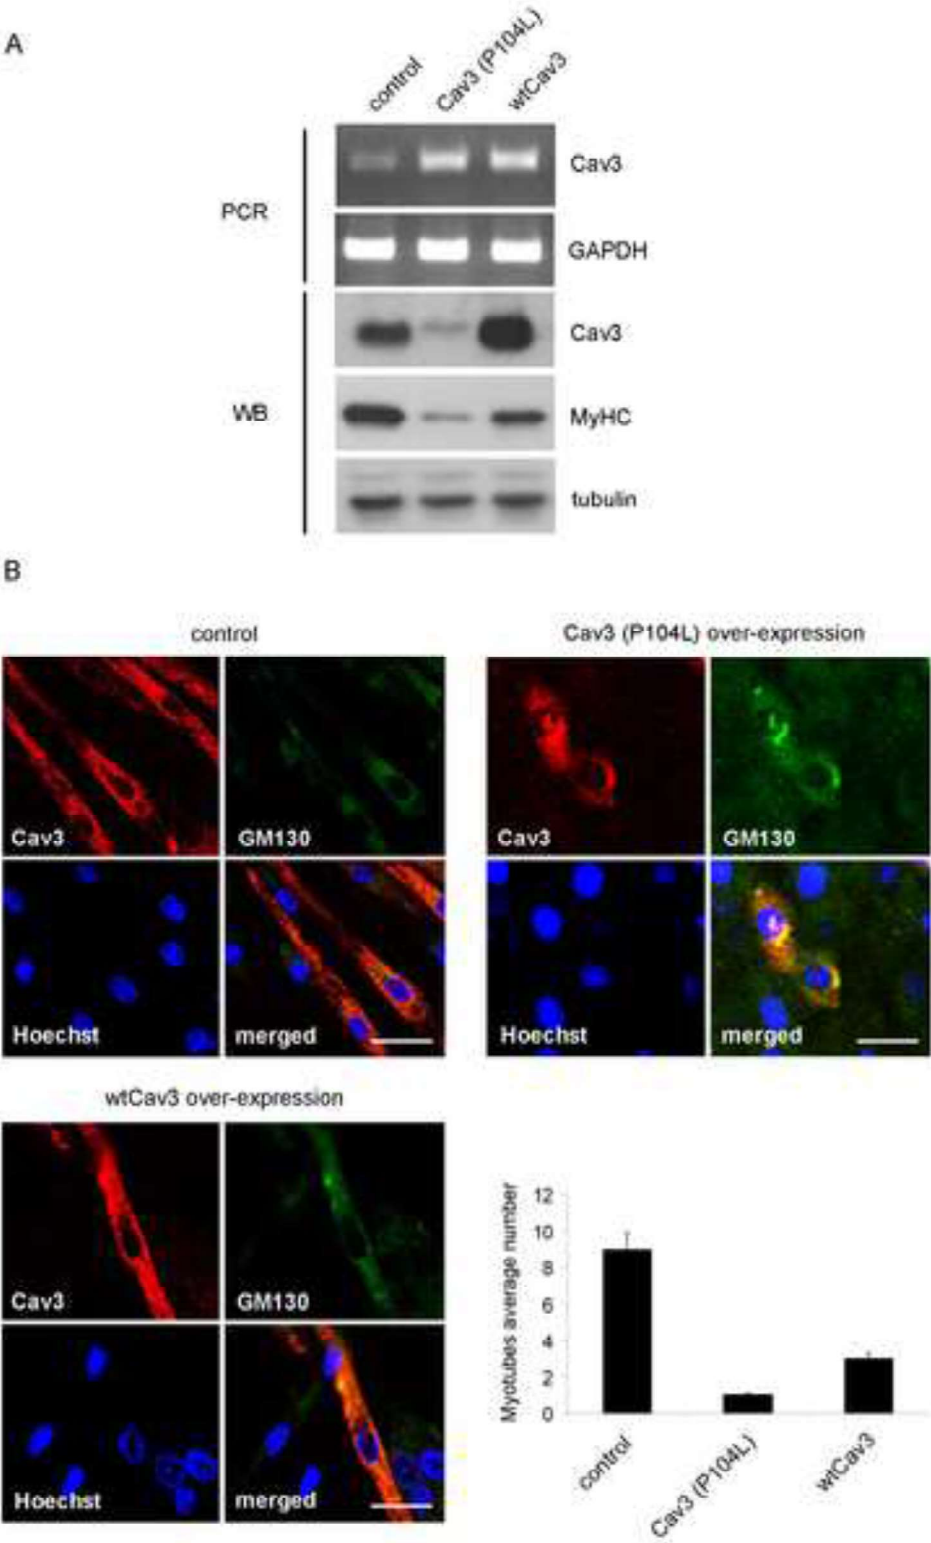 A
control
Cav3 (P104L)
wtCav3
PCR
Cav3
GAPDH
WB
Cav3
MyHC
tubulin
B
control
Cav3 (P104L) over-expression
Cav3
GM130
Cav3
GM130
Hoechst
merged
Hoechst
merged
wtCav3 over-expression
Cav3
GM130
Hoechst
merged
Myotubes average number
12
10
8
6
4
2
0
control
Cav3 (P104L)
wtCav3